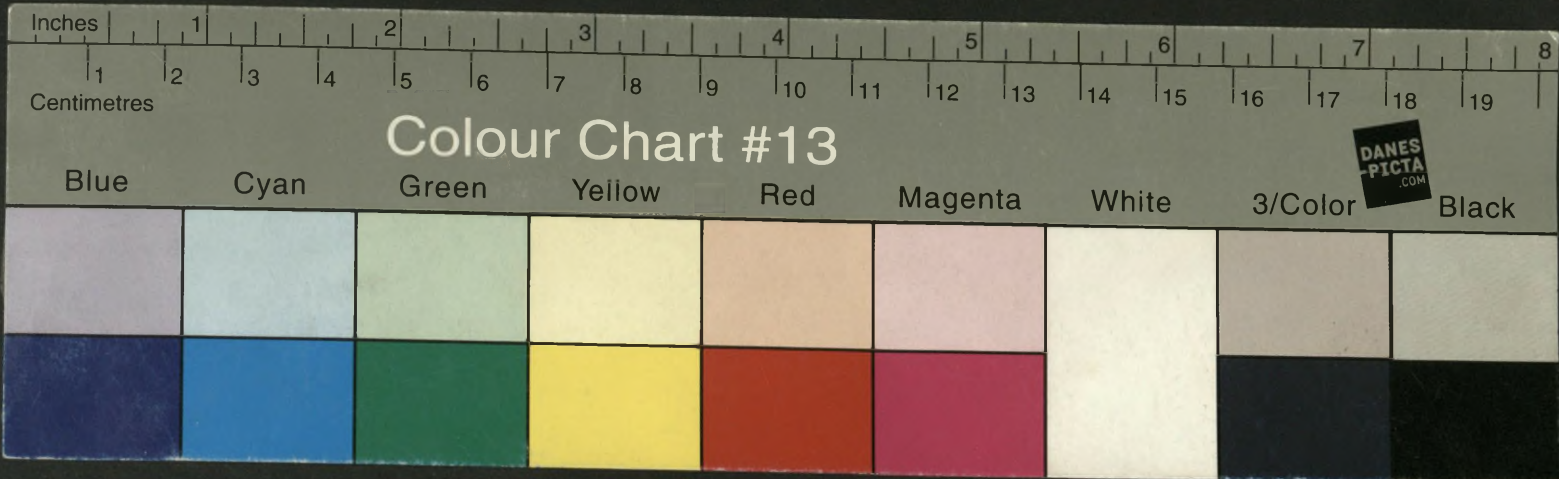 Inches 1 2 3 4 5 6 7 8
1 2 3 4 5 6 7 8 9 10 11 12 13 14 15 16 17 18 19
Centimetres
Colour Chart #13
DANES
-PICTA
.COM
Blue Cyan Green Yellow Red Magenta White 3/Color Black